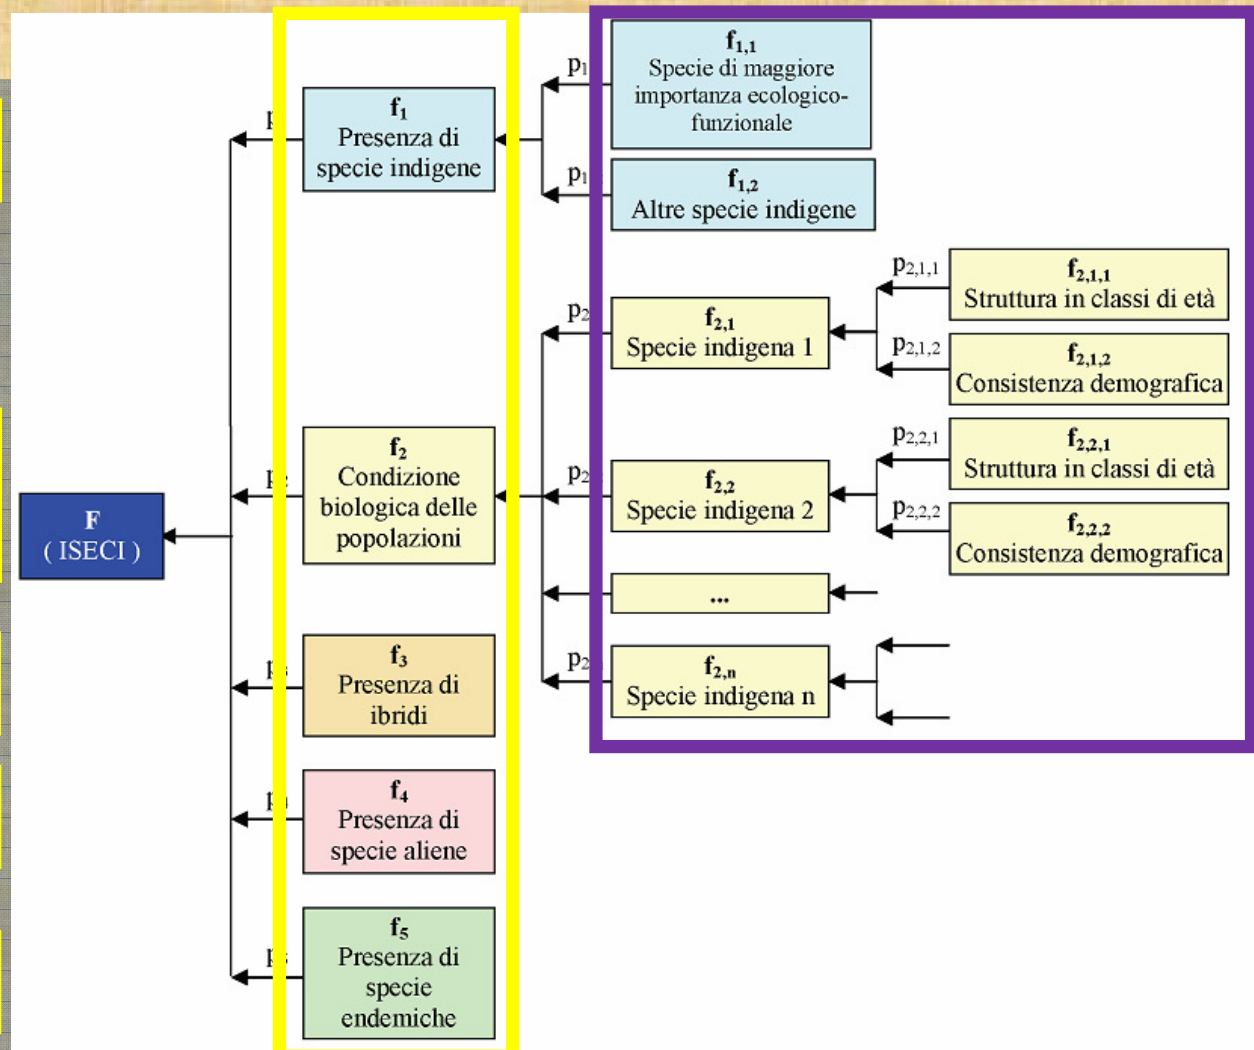 F
( ISECI )
f₁
Presenza di
specie indigene
f₂
Condizione
biologica delle
popolazioni
f₃
Presenza di
ibridi
f₄
Presenza di
specie aliene
f₅
Presenza di
specie
endemiche
p₁
f₁,₁
Specie di maggiore
importanza ecologico-
funzionale
p₁
f₁,₂
Altre specie indigene
p₂
f₂,₁
Specie indigena 1
p₂
f₂,₂
Specie indigena 2
...
p₂
f₂,ₙ
Specie indigena n
p₂,₁,₁
f₂,₁,₁
Struttura in classi di età
p₂,₁,₂
f₂,₁,₂
Consistenza demografica
p₂,₂,₁
f₂,₂,₁
Struttura in classi di età
p₂,₂,₂
f₂,₂,₂
Consistenza demografica